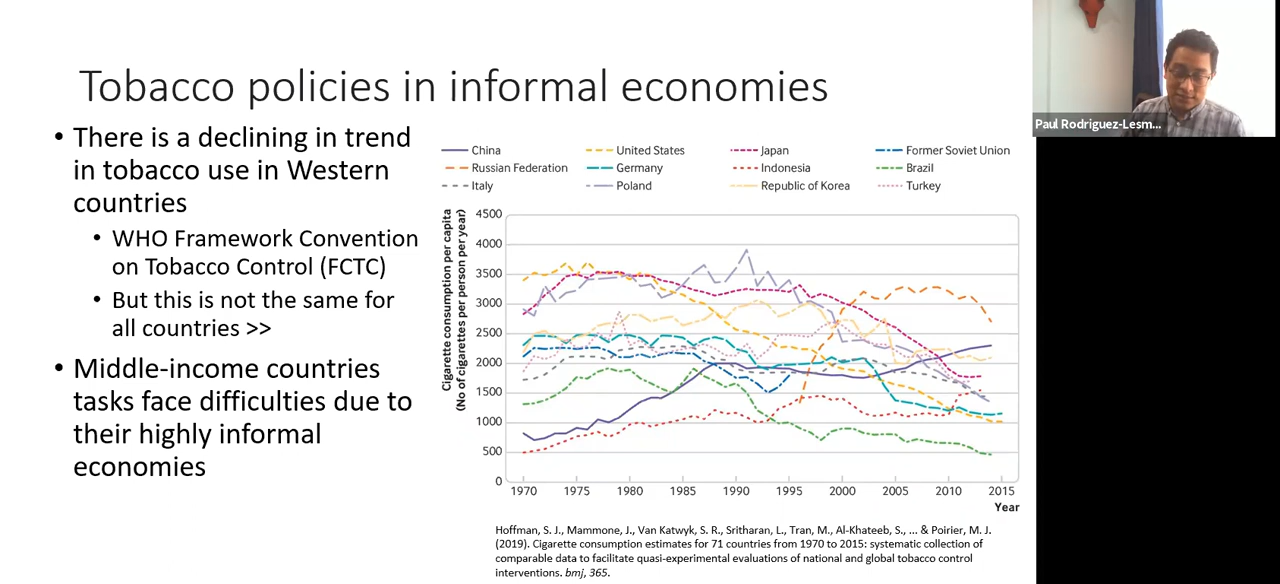 Tobacco policies in informal economies
• There is a declining in trend
in tobacco use in Western
countries
• WHO Framework Convention
on Tobacco Control (FCTC)
• But this is not the same for
all countries >>
• Middle-income countries
tasks face difficulties due to
their highly informal
economies
China United States Japan Former Soviet Union
Russian Federation Germany Indonesia Brazil
Italy Poland Republic of Korea Turkey
Cigarette consumption per capita
(No of cigarettes per person per year)
4500
4000
3500
3000
2500
2000
1500
1000
500
0
1970 1975 1980 1985 1990 1995 2000 2005 2010 2015
Year
Hoffman, S. J., Mammone, J., Van Katwyk, S. R., Sritharan, L., Tran, M., Al-Khateeb, S., ... & Poirier, M. J.
(2019). Cigarette consumption estimates for 71 countries from 1970 to 2015: systematic collection of
comparable data to facilitate quasi-experimental evaluations of national and global tobacco control
interventions. bmj, 365.
Paul Rodriguez-Lesm...